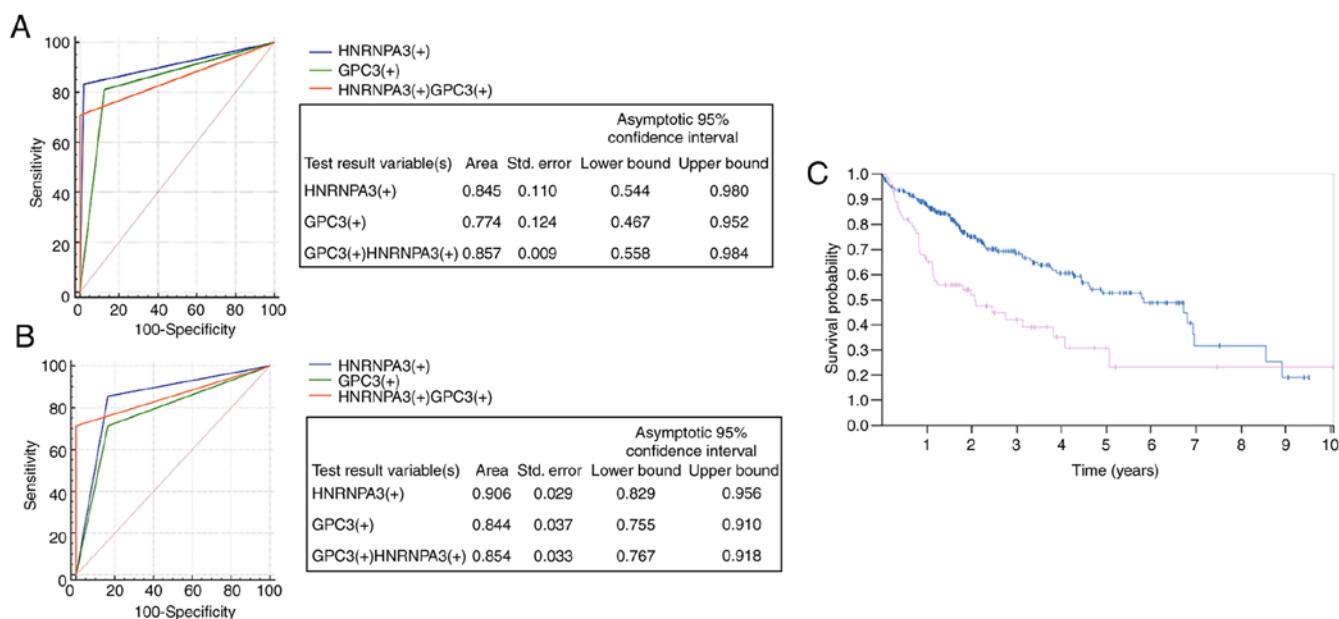 A
100
80
60
40
20
0
Sensitivity
0 20 40 60 80 100
100-Specificity
HNRNPA3(+)
GPC3(+)
HNRNPA3(+)GPC3(+)
Asymptotic 95%
confidence interval
Test result variable(s) Area Std. error Lower bound Upper bound
HNRNPA3(+) 0.845 0.110 0.544 0.980
GPC3(+) 0.774 0.124 0.467 0.952
GPC3(+)HNRNPA3(+) 0.857 0.009 0.558 0.984
B
100
80
60
40
20
0
Sensitivity
0 20 40 60 80 100
100-Specificity
HNRNPA3(+)
GPC3(+)
HNRNPA3(+)GPC3(+)
Asymptotic 95%
confidence interval
Test result variable(s) Area Std. error Lower bound Upper bound
HNRNPA3(+) 0.906 0.029 0.829 0.956
GPC3(+) 0.844 0.037 0.755 0.910
GPC3(+)HNRNPA3(+) 0.854 0.033 0.767 0.918
C
1.0
0.9
0.8
0.7
0.6
0.5
0.4
0.3
0.2
0.1
0.0
Survival probability
1 2 3 4 5 6 7 8 9 10
Time (years)